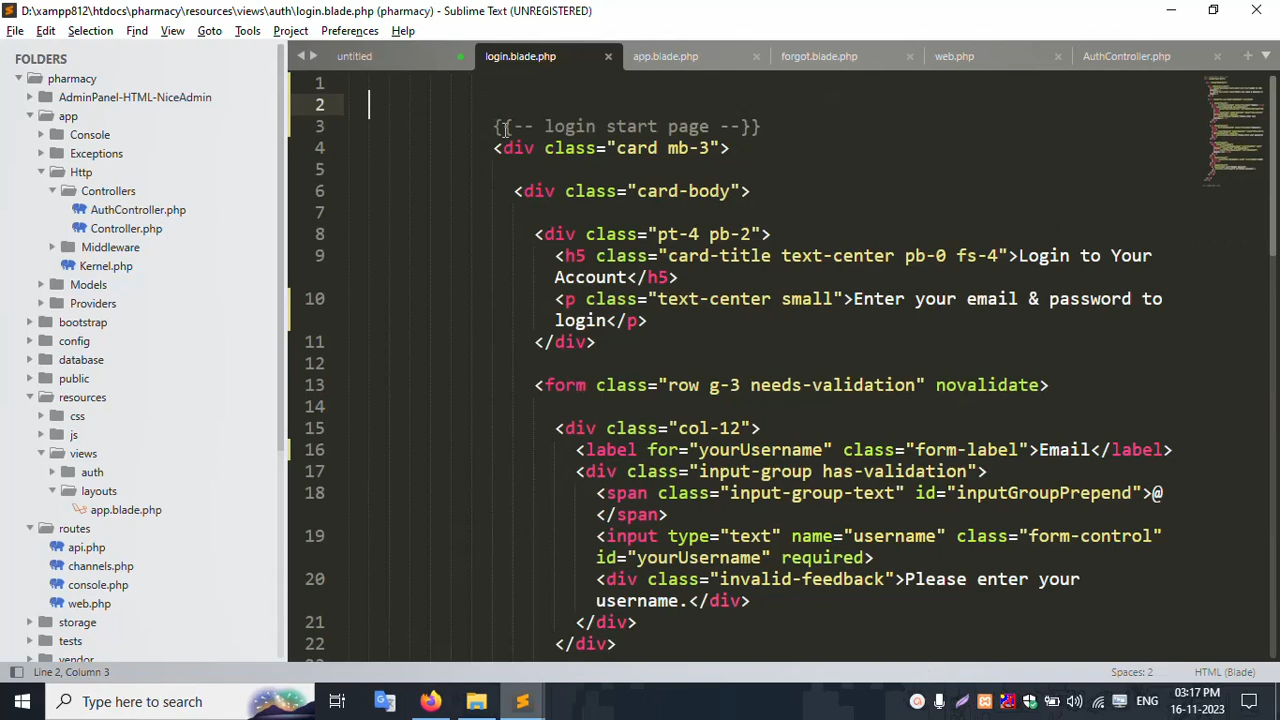 D:\xampp812\htdocs\pharmacy\resources\views\auth\login.blade.php (pharmacy) - Sublime Text (UNREGISTERED)
File Edit Selection Find View Goto Tools Project Preferences Help
FOLDERS
pharmacy
AdminPanel-HTML-NiceAdmin
app
Console
Exceptions
Http
Controllers
AuthController.php
Controller.php
Middleware
Kernel.php
Models
Providers
bootstrap
config
database
public
resources
css
js
views
auth
layouts
app.blade.php
routes
api.php
channels.php
console.php
web.php
storage
tests
vendor
untitled login.blade.php app.blade.php forgot.blade.php web.php AuthController.php
1
2
3 {{-- login start page --}}
4 <div class="card mb-3">
5
6 <div class="card-body">
7
8 <div class="pt-4 pb-2">
9 <h5 class="card-title text-center pb-0 fs-4">Login to Your
Account</h5>
10 <p class="text-center small">Enter your email & password to
login</p>
11 </div>
12
13 <form class="row g-3 needs-validation" novalidate>
14
15 <div class="col-12">
16 <label for="yourUsername" class="form-label">Email</label>
17 <div class="input-group has-validation">
18 <span class="input-group-text" id="inputGroupPrepend">@
</span>
19 <input type="text" name="username" class="form-control"
id="yourUsername" required>
20 <div class="invalid-feedback">Please enter your
username.</div>
21 </div>
22 </div>
Line 2, Column 3 Spaces: 2 HTML (Blade)
Type here to search
ENG
03:17 PM
16-11-2023